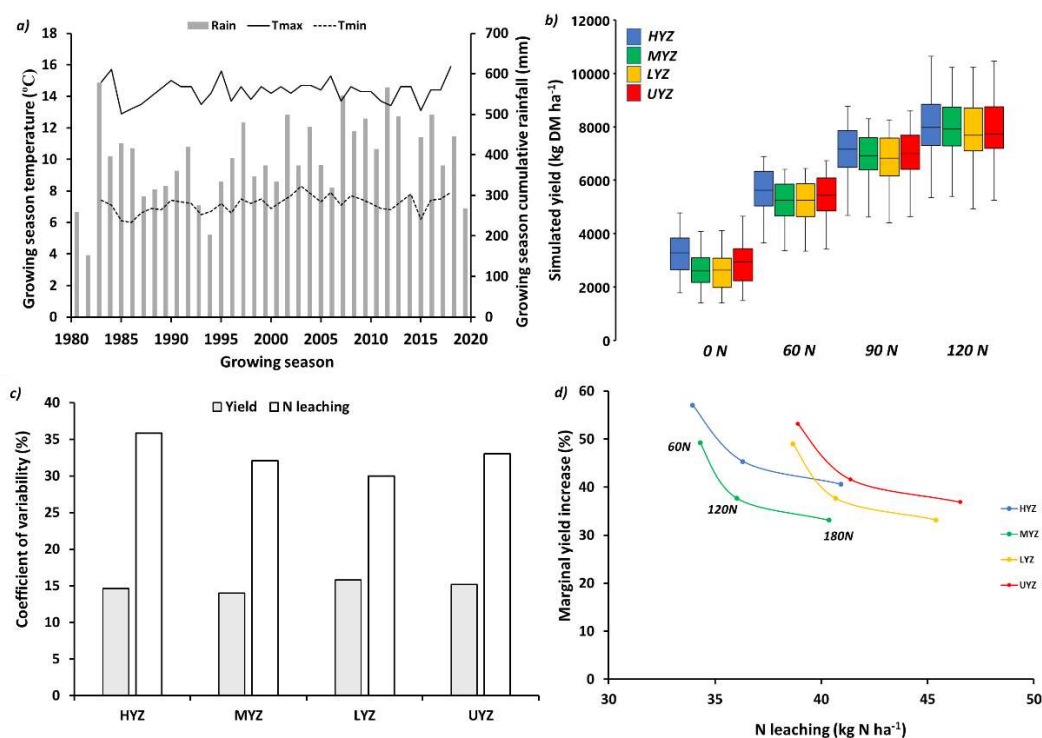 a)
Rain Tmax Tmin
Growing season temperature (°C)
18
16
14
12
10
8
6
4
2
0
700
600
500
400
300
200
100
0
Growing season cumulative rainfall (mm)
1980 1985 1990 1995 2000 2005 2010 2015 2020
Growing season
b)
HYZ
MYZ
LYZ
UYZ
Simulated yield (kg DM ha⁻¹)
12000
10000
8000
6000
4000
2000
0
0 N 60 N 90 N 120 N
c)
Yield N leaching
Coefficient of variability (%)
45
40
35
30
25
20
15
10
5
0
HYZ MYZ LYZ UYZ
d)
Marginal yield increase (%)
60
50
40
30
20
10
0
60N
120N
180N
HYZ
MYZ
LYZ
UYZ
30 35 40 45 50
N leaching (kg N ha⁻¹)